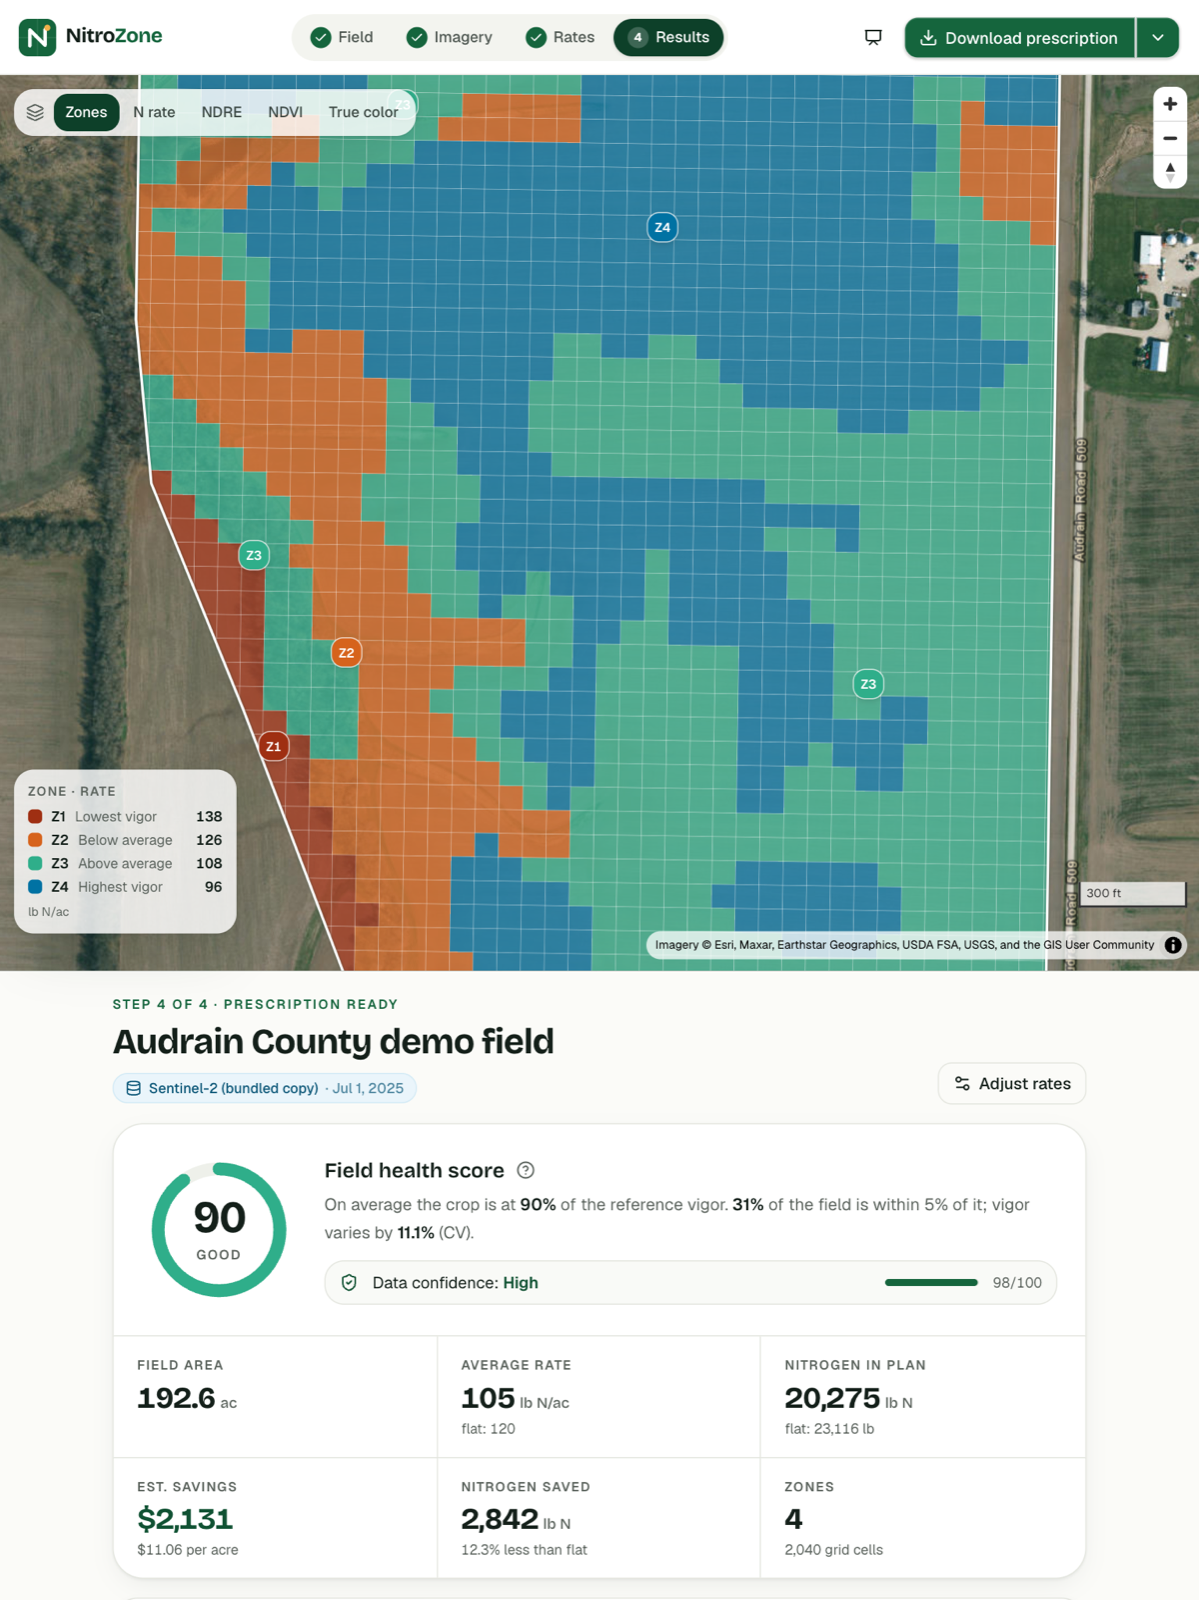 NitroZone
Field
Imagery
Rates
4 Results
Download prescription
Zones
N rate
NDRE
NDVI
True color
Z3
Z4
Z3
Z2
Z3
Z1
Audrain Road 509
ZONE · RATE
Z1 Lowest vigor 138
Z2 Below average 126
Z3 Above average 108
Z4 Highest vigor 96
lb N/ac
Road 509
300 ft
Imagery © Esri, Maxar, Earthstar Geographics, USDA FSA, USGS, and the GIS User Community
STEP 4 OF 4 · PRESCRIPTION READY
Audrain County demo field
Sentinel-2 (bundled copy) · Jul 1, 2025
Adjust rates
90
GOOD
Field health score
On average the crop is at 90% of the reference vigor. 31% of the field is within 5% of it; vigor
varies by 11.1% (CV).
Data confidence: High
98/100
FIELD AREA
192.6 ac
AVERAGE RATE
105 lb N/ac
flat: 120
NITROGEN IN PLAN
20,275 lb N
flat: 23,116 lb
EST. SAVINGS
$2,131
$11.06 per acre
NITROGEN SAVED
2,842 lb N
12.3% less than flat
ZONES
4
2,040 grid cells